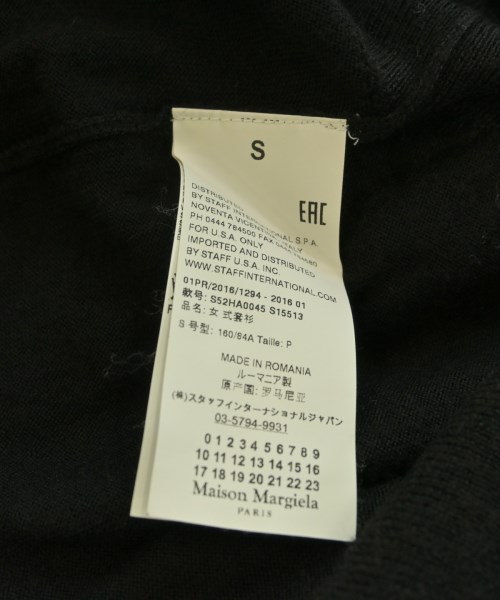 S
EAC
DISTRIBUTED
BY STAFF INTERNATIONAL S.P.A.
NOVENTA VICENTINA ITALY
PH 0444 784500 FAX
FOR U.S.A. ONLY
IMPORTED AND DISTRIBUTED
BY STAFF U.S.A. INC.
WWW.STAFFINTERNATIONAL.COM
01PR/2016/1294 - 2016 01
款号: S52HA0045 S15513
品名: 女式套衫
S 号型: 160/84A Taille: P
MADE IN ROMANIA
ルーマニア製
原产国: 罗马尼亚
(株)スタッフインターナショナルジャパン
03-5794-9931
0 1 2 3 4 5 6 7 8 9
10 11 12 13 14 15 16
17 18 19 20 21 22 23
Maison Margiela
PARIS